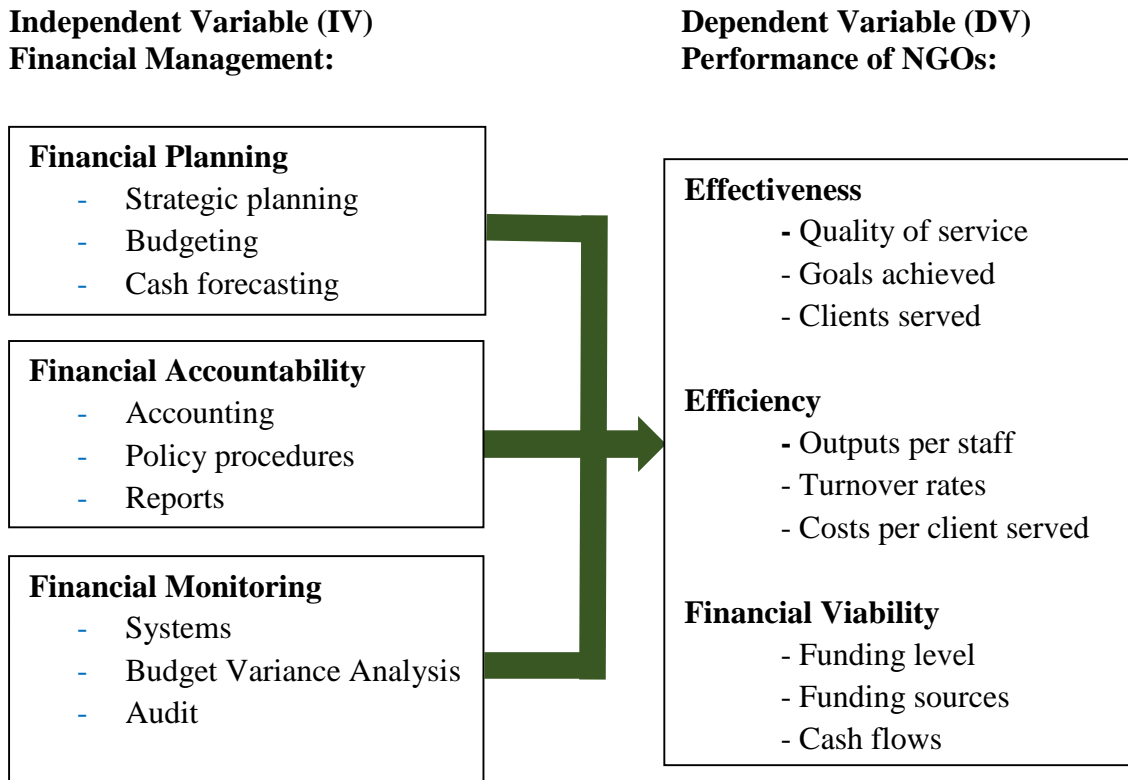 Independent Variable (IV)
Financial Management:
Dependent Variable (DV)
Performance of NGOs:
Financial Planning
- Strategic planning
- Budgeting
- Cash forecasting
Financial Accountability
- Accounting
- Policy procedures
- Reports
Financial Monitoring
- Systems
- Budget Variance Analysis
- Audit
Effectiveness
- Quality of service
- Goals achieved
- Clients served
Efficiency
- Outputs per staff
- Turnover rates
- Costs per client served
Financial Viability
- Funding level
- Funding sources
- Cash flows